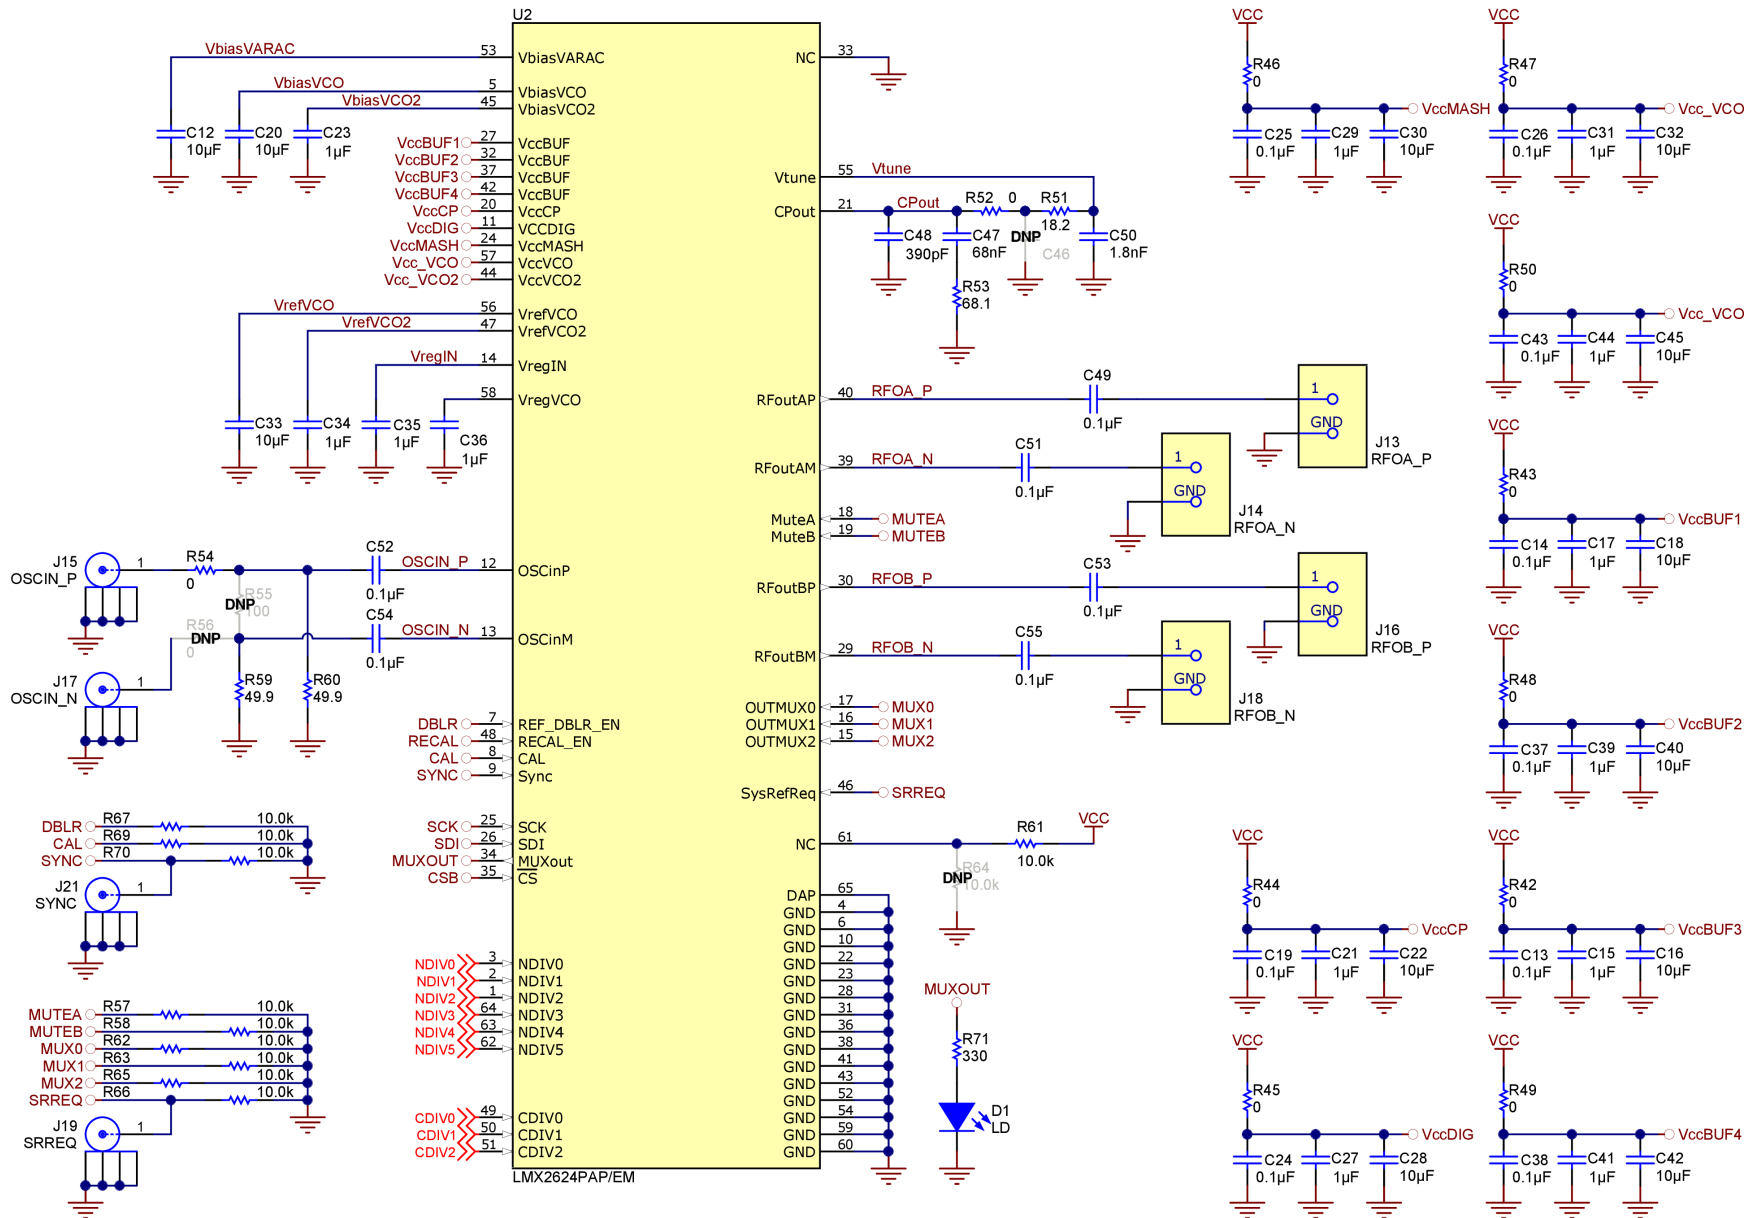 U2
VbiasVARAC 53 VbiasVARAC
VbiasVCO 5 VbiasVCO
VbiasVCO2 45 VbiasVCO2
C12 10µF
C20 10µF
C23 1µF
VccBUF1 27 VccBUF
VccBUF2 32 VccBUF
VccBUF3 37 VccBUF
VccBUF4 42 VccBUF
VccCP 20 VccCP
VccDIG 11 VCCDIG
VccMASH 24 VccMASH
Vcc_VCO 57 VccVCO
Vcc_VCO2 44 VccVCO2
VrefVCO 56 VrefVCO
VrefVCO2 47 VrefVCO2
VregIN 14 VregIN
58 VregVCO
C33 10µF
C34 1µF
C35 1µF
C36 1µF
J15 OSCIN_P 1
R54 0
C52 0.1µF
OSCIN_P 12 OSCinP
R55 100 DNP
R56 0 DNP
C54 0.1µF
OSCIN_N 13 OSCinM
J17 OSCIN_N 1
R59 49.9
R60 49.9
DBLR 7 REF_DBLR_EN
RECAL 48 RECAL_EN
CAL 8 CAL
SYNC 9 Sync
DBLR R67 10.0k
CAL R69 10.0k
SYNC R70 10.0k
J21 SYNC 1
SCK 25 SCK
SDI 26 SDI
MUXOUT 34 MUXout
CSB 35 CS
NDIV0 3 NDIV0
NDIV1 2 NDIV1
NDIV2 1 NDIV2
NDIV3 64 NDIV3
NDIV4 63 NDIV4
NDIV5 62 NDIV5
MUTEA R57 10.0k
MUTEB R58 10.0k
MUX0 R62 10.0k
MUX1 R63 10.0k
MUX2 R65 10.0k
SRREQ R66 10.0k
J19 SRREQ 1
CDIV0 49 CDIV0
CDIV1 50 CDIV1
CDIV2 51 CDIV2
LMX2624PAP/EM
NC 33
Vtune 55 Vtune
CPout 21 CPout
R52 0
R51 18.2
C48 390pF
C47 68nF
DNP C46
C50 1.8nF
R53 68.1
RFoutAP 40 RFOA_P
C49 0.1µF
1 GND J13 RFOA_P
RFoutAM 39 RFOA_N
C51 0.1µF
1 GND J14 RFOA_N
MuteA 18 MUTEA
MuteB 19 MUTEB
RFoutBP 30 RFOB_P
C53 0.1µF
1 GND J16 RFOB_P
RFoutBM 29 RFOB_N
C55 0.1µF
1 GND J18 RFOB_N
OUTMUX0 17 MUX0
OUTMUX1 16 MUX1
OUTMUX2 15 MUX2
SysRefReq 46 SRREQ
NC 61
R61 10.0k VCC
R64 10.0k DNP
DAP 65
GND 4
GND 6
GND 10
GND 22
GND 23
GND 28
GND 31
GND 36
GND 38
GND 41
GND 43
GND 52
GND 54
GND 59
GND 60
MUXOUT
R71 330
D1 LD
VCC
R46 0
VccMASH
C25 0.1µF
C29 1µF
C30 10µF
VCC
R47 0
Vcc_VCO
C26 0.1µF
C31 1µF
C32 10µF
VCC
R50 0
Vcc_VCO
C43 0.1µF
C44 1µF
C45 10µF
VCC
R43 0
VccBUF1
C14 0.1µF
C17 1µF
C18 10µF
VCC
R48 0
VccBUF2
C37 0.1µF
C39 1µF
C40 10µF
VCC
R44 0
VccCP
C19 0.1µF
C21 1µF
C22 10µF
VCC
R42 0
VccBUF3
C13 0.1µF
C15 1µF
C16 10µF
VCC
R45 0
VccDIG
C24 0.1µF
C27 1µF
C28 10µF
VCC
R49 0
VccBUF4
C38 0.1µF
C41 1µF
C42 10µF